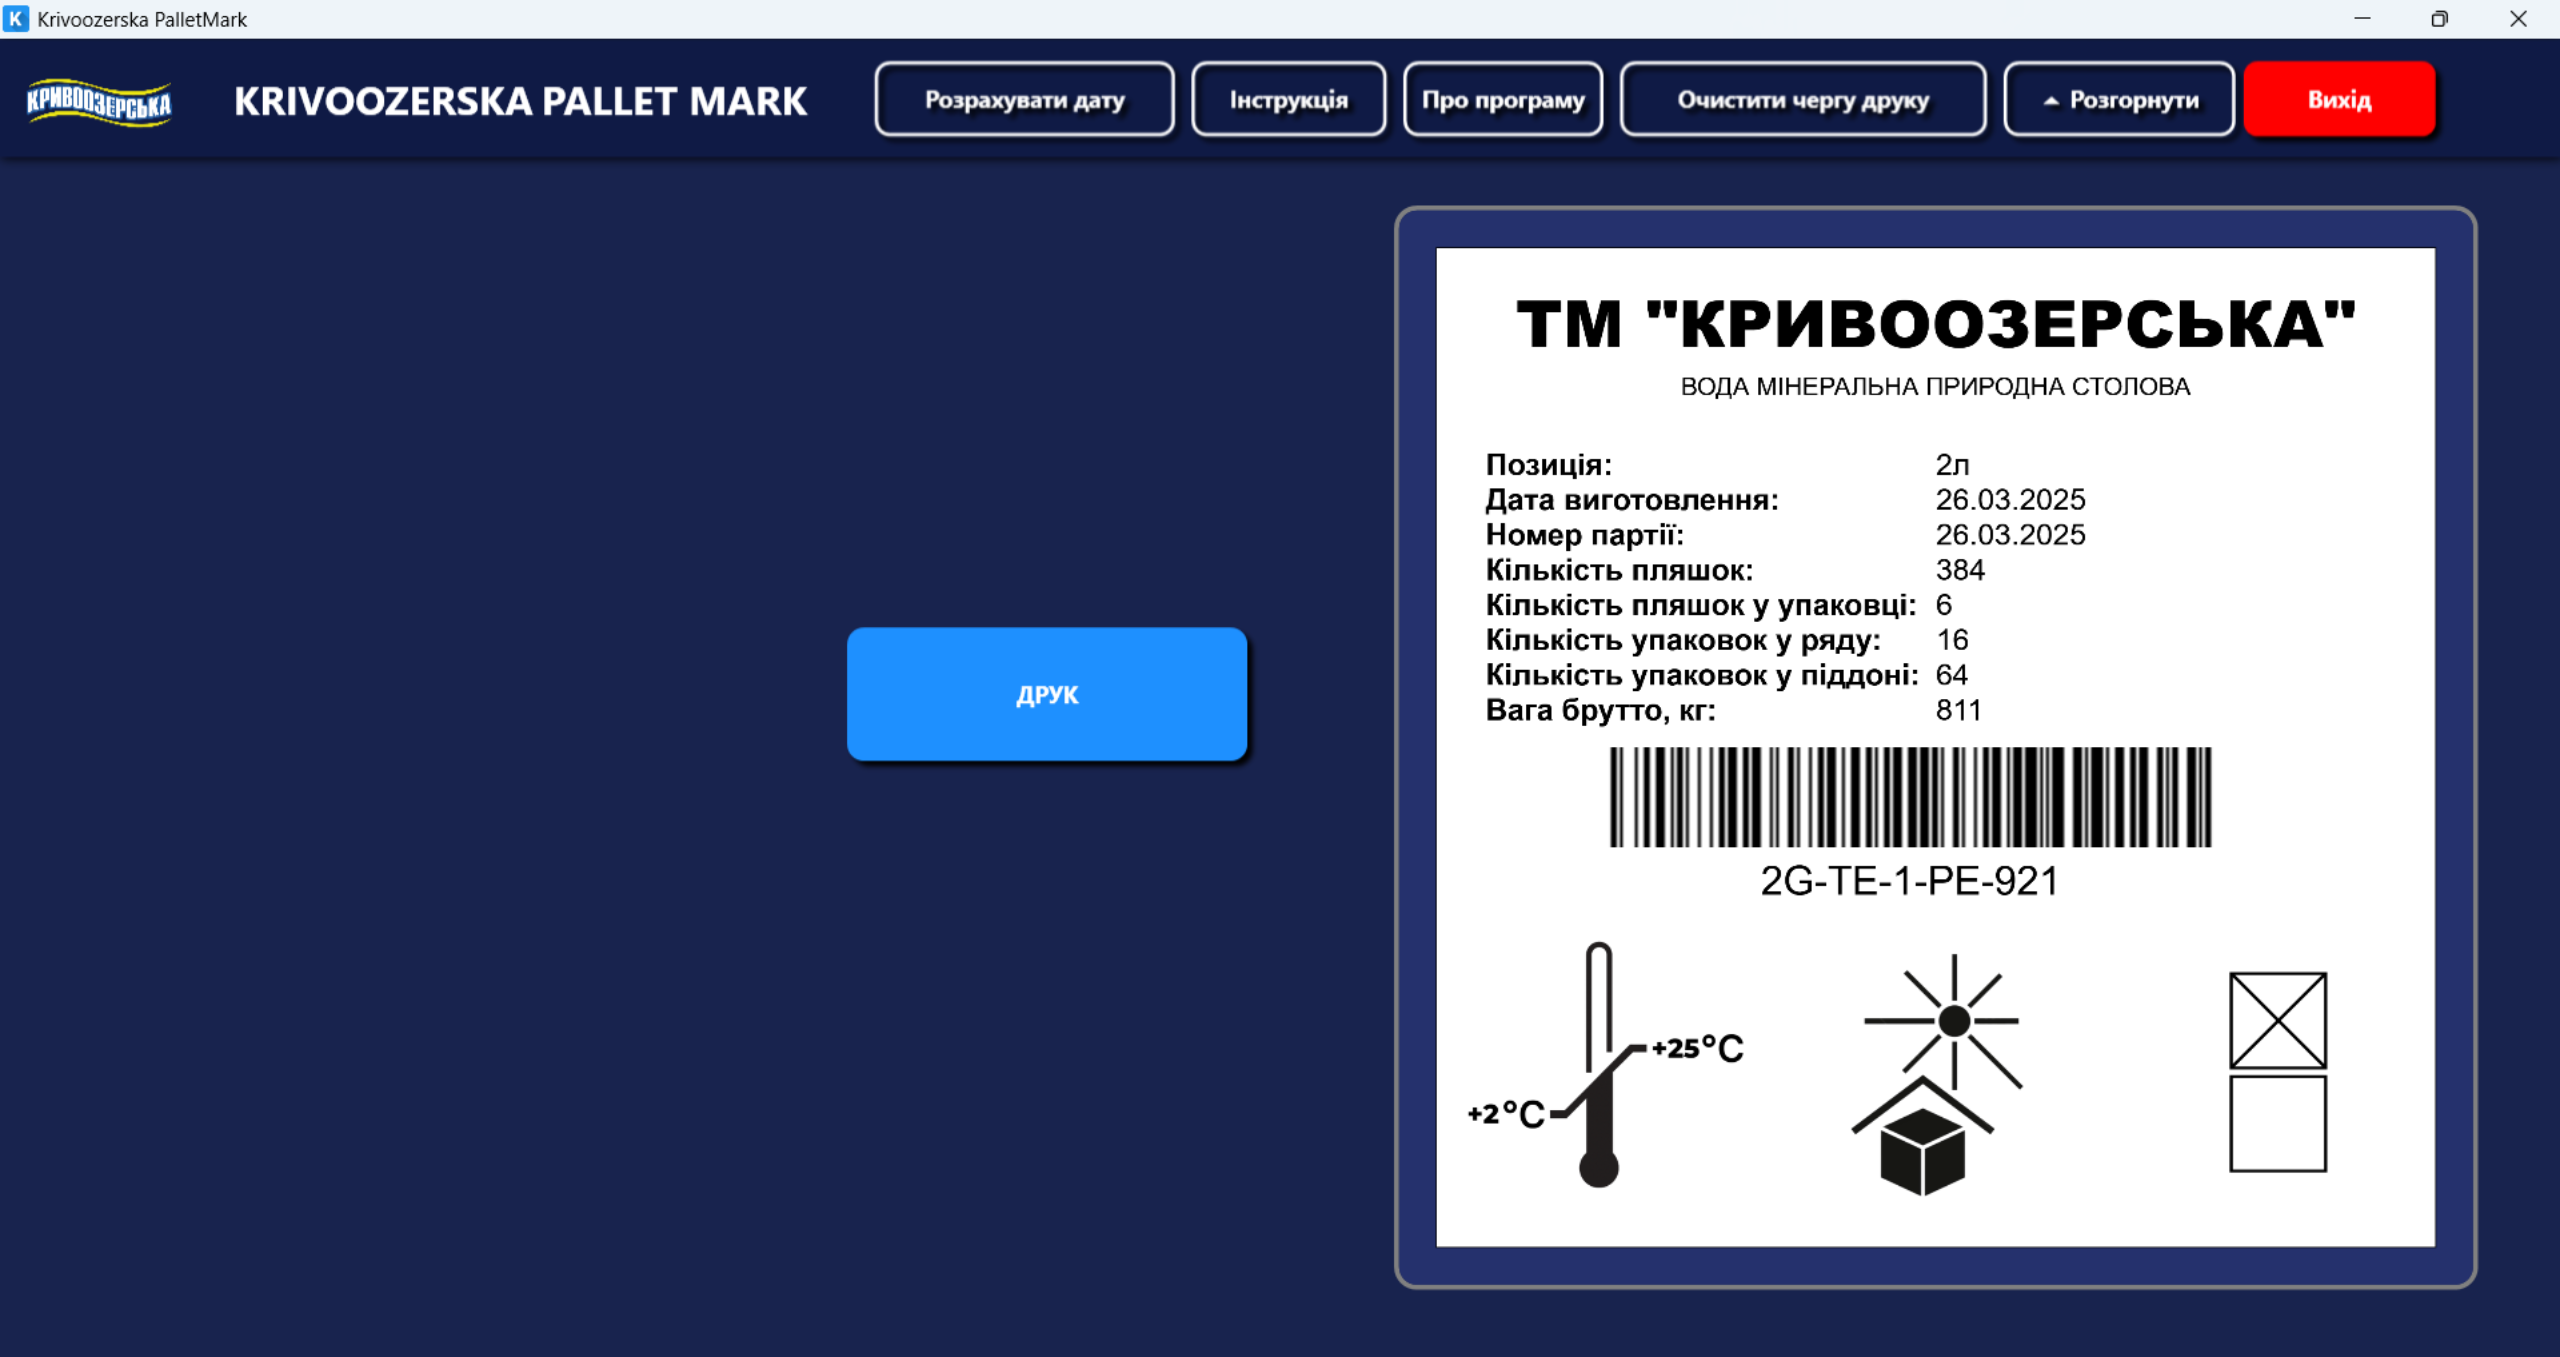 K Krivoozerska PalletMark
КРИВООЗЕРСЬКА
KRIVOOZERSKA PALLET MARK
Розрахувати дату
Інструкція
Про програму
Очистити чергу друку
Розгорнути
Вихід
ДРУК
ТМ "КРИВООЗЕРСЬКА"
ВОДА МІНЕРАЛЬНА ПРИРОДНА СТОЛОВА
Позиція: 2л
Дата виготовлення: 26.03.2025
Номер партії: 26.03.2025
Кількість пляшок: 384
Кількість пляшок у упаковці: 6
Кількість упаковок у ряду: 16
Кількість упаковок у піддоні: 64
Вага брутто, кг: 811
2G-TE-1-PE-921
+25°C
+2°C